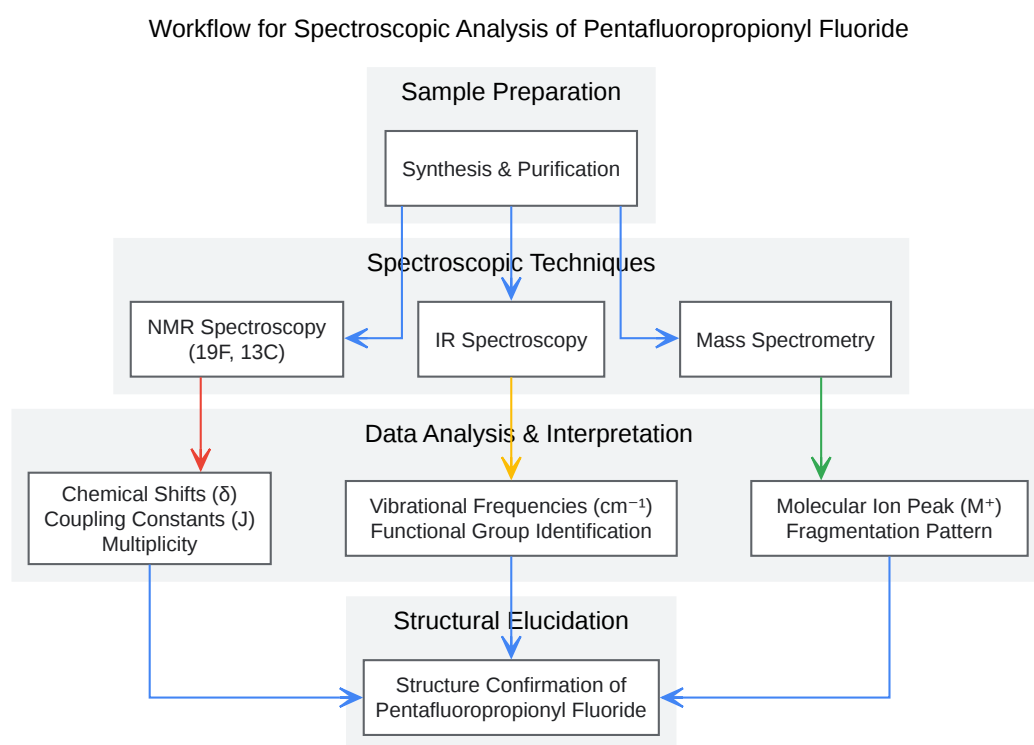 Workflow for Spectroscopic Analysis of Pentafluoropropionyl Fluoride
Sample Preparation
Synthesis & Purification
Spectroscopic Techniques
NMR Spectroscopy
(19F, 13C)
IR Spectroscopy
Mass Spectrometry
Data Analysis & Interpretation
Chemical Shifts (δ)
Coupling Constants (J)
Multiplicity
Vibrational Frequencies (cm⁻¹)
Functional Group Identification
Molecular Ion Peak (M⁺)
Fragmentation Pattern
Structural Elucidation
Structure Confirmation of
Pentafluoropropionyl Fluoride